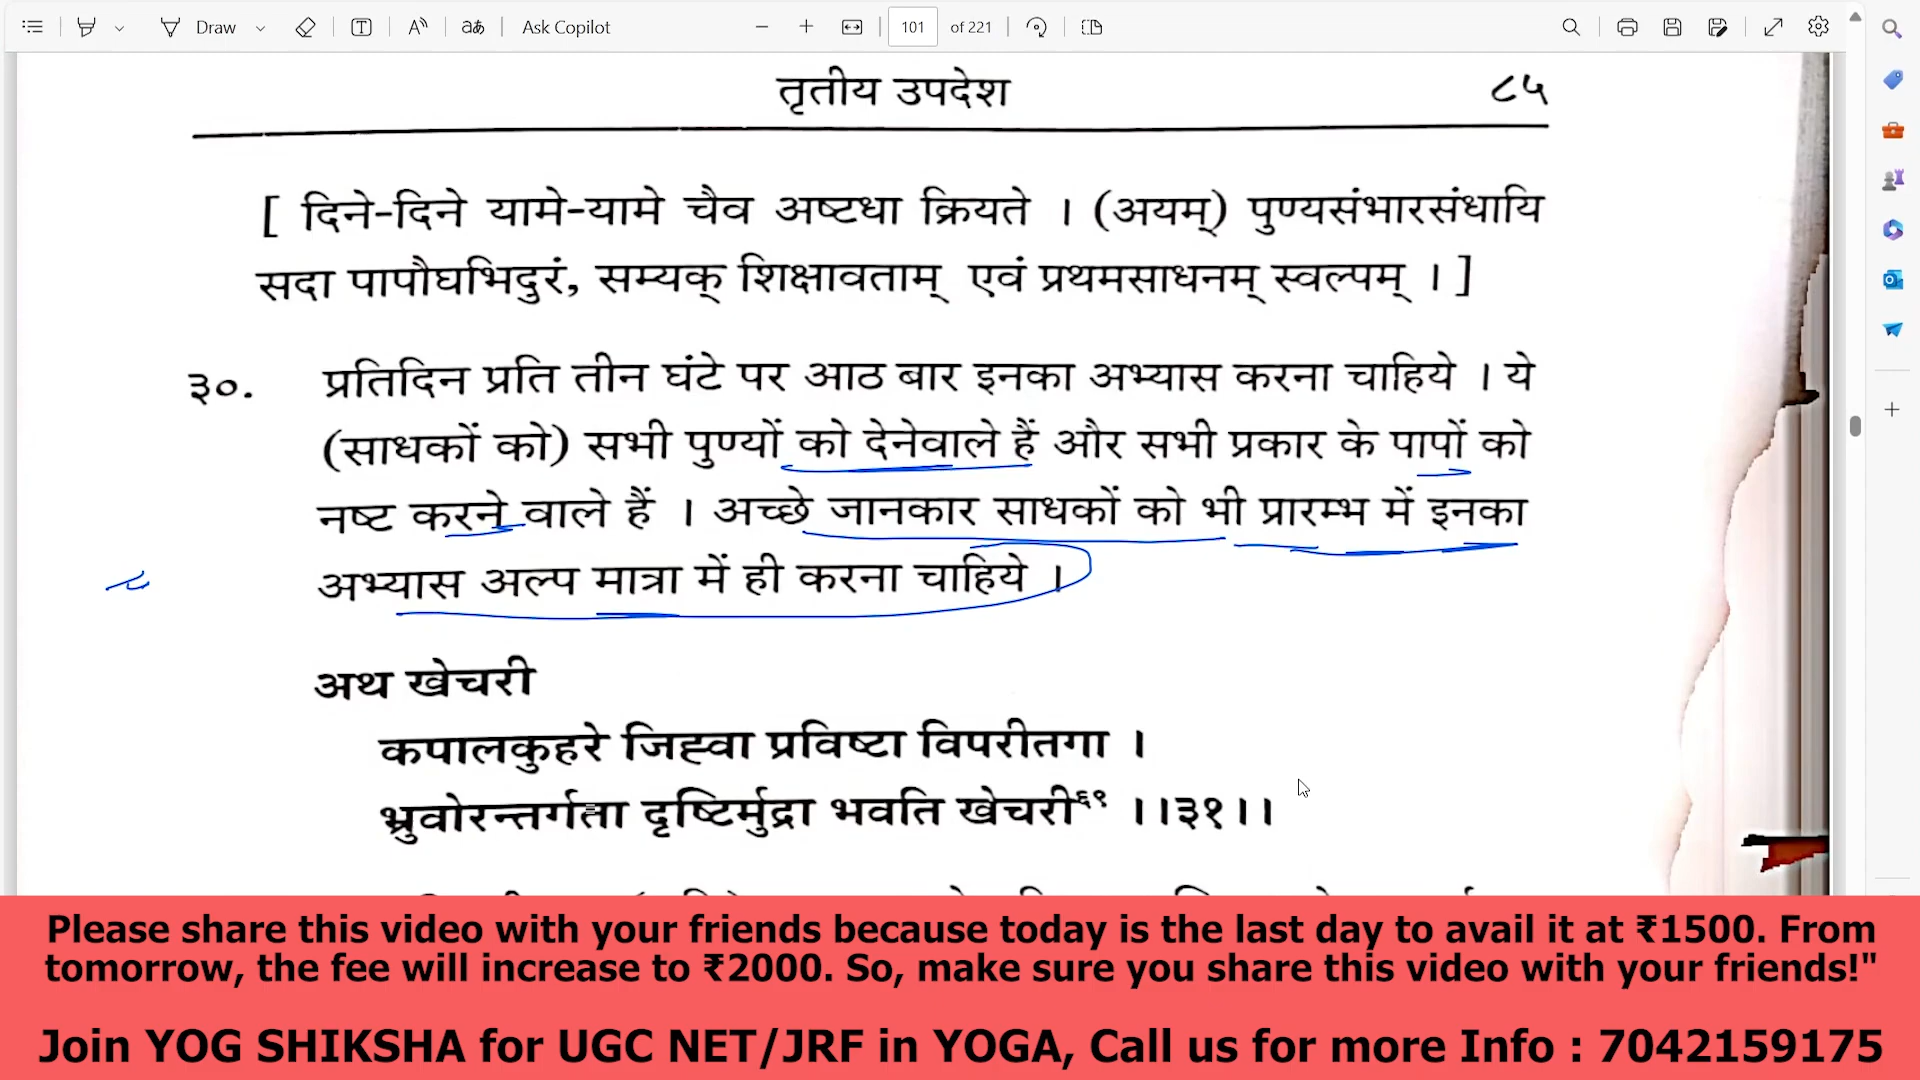 Draw
aあ
Ask Copilot
101 of 221
तृतीय उपदेश ८५
[ दिने-दिने यामे-यामे चैव अष्टधा क्रियते । (अयम्) पुण्यसंभारसंधायि
सदा पापौघभिदुरं, सम्यक् शिक्षावताम् एवं प्रथमसाधनम् स्वल्पम् । ]
३०. प्रतिदिन प्रति तीन घंटे पर आठ बार इनका अभ्यास करना चाहिये । ये
(साधकों को) सभी पुण्यों को देनेवाले हैं और सभी प्रकार के पापों को
नष्ट करने वाले हैं । अच्छे जानकार साधकों को भी प्रारम्भ में इनका
अभ्यास अल्प मात्रा में ही करना चाहिये ।
अथ खेचरी
कपालकुहरे जिह्वा प्रविष्टा विपरीतगा ।
भ्रुवोरन्तर्गता दृष्टिर्मुद्रा भवति खेचरी६९ ।।३१।।
Please share this video with your friends because today is the last day to avail it at ₹1500. From
tomorrow, the fee will increase to ₹2000. So, make sure you share this video with your friends!"
Join YOG SHIKSHA for UGC NET/JRF in YOGA, Call us for more Info : 7042159175